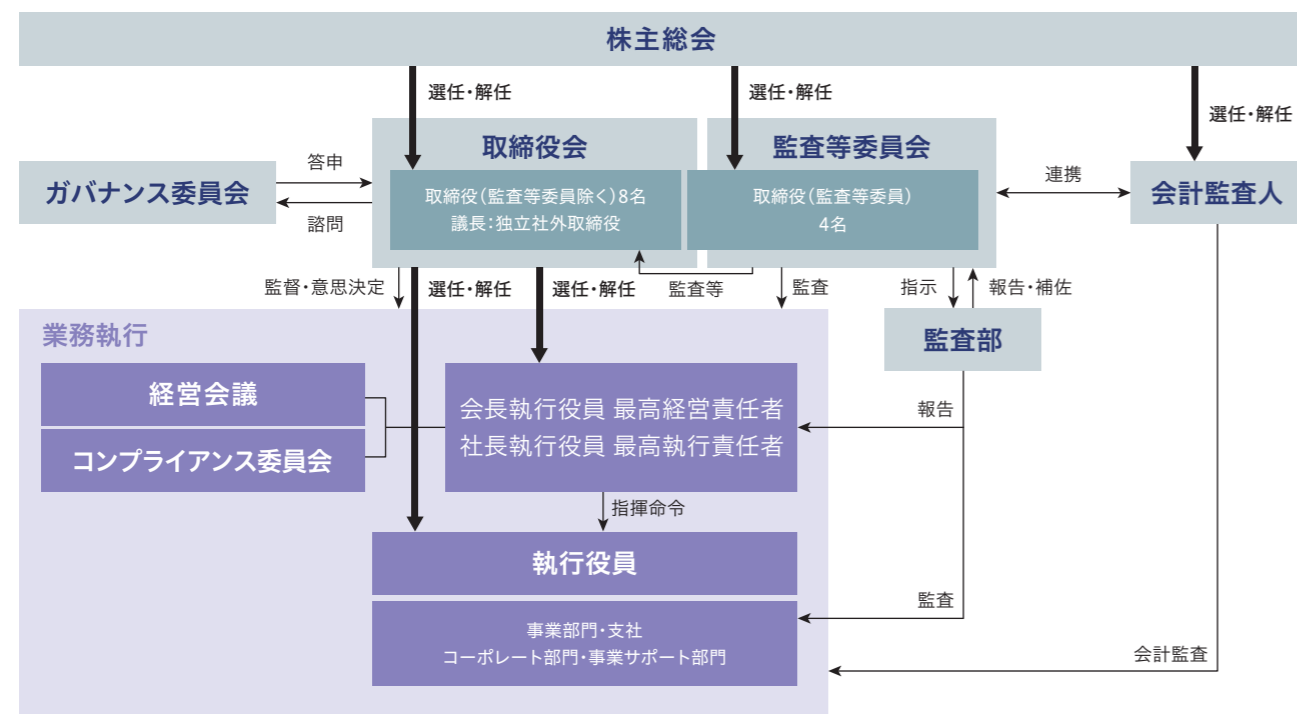 株主総会
選任・解任
選任・解任
選任・解任
取締役会
監査等委員会
ガバナンス委員会
答申
諮問
取締役（監査等委員除く）8名
議長：独立社外取締役
取締役（監査等委員）
4名
連携
会計監査人
監督・意思決定
選任・解任
選任・解任
監査等
監査
指示
報告・補佐
業務執行
監査部
経営会議
コンプライアンス委員会
会長執行役員 最高経営責任者
社長執行役員 最高執行責任者
報告
指揮命令
執行役員
監査
事業部門・支社
コーポレート部門・事業サポート部門
会計監査